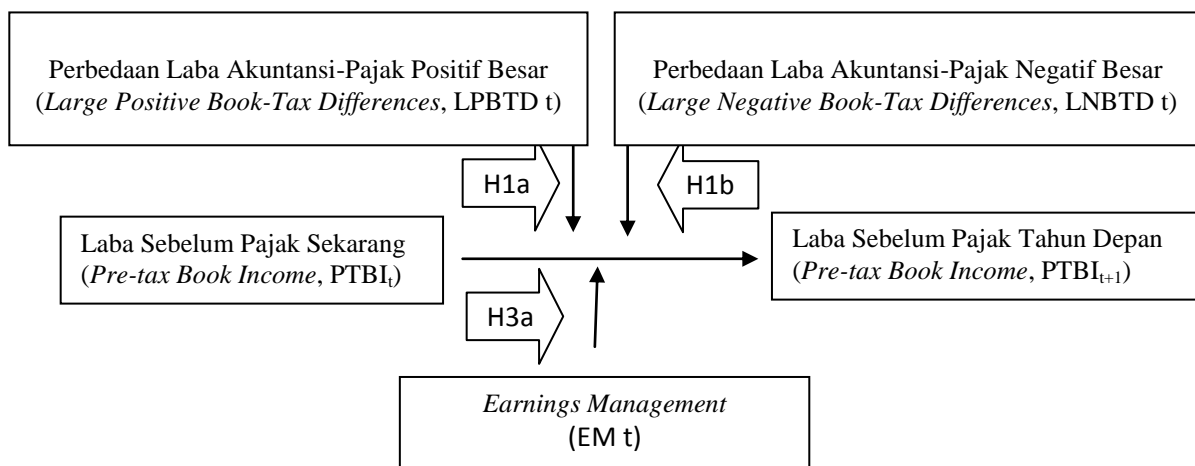 Perbedaan Laba Akuntansi-Pajak Positif Besar
(Large Positive Book-Tax Differences, LPBTD t)
Perbedaan Laba Akuntansi-Pajak Negatif Besar
(Large Negative Book-Tax Differences, LNBTD t)
H1a
H1b
Laba Sebelum Pajak Sekarang
(Pre-tax Book Income, PTBIt)
Laba Sebelum Pajak Tahun Depan
(Pre-tax Book Income, PTBIt+1)
H3a
Earnings Management
(EM t)